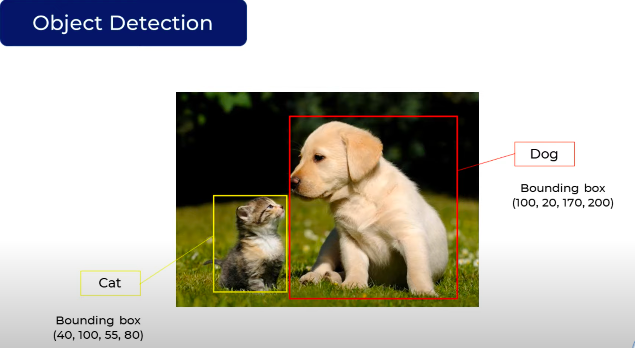 Object Detection
Dog
Bounding box
(100, 20, 170, 200)
Cat
Bounding box
(40, 100, 55, 80)